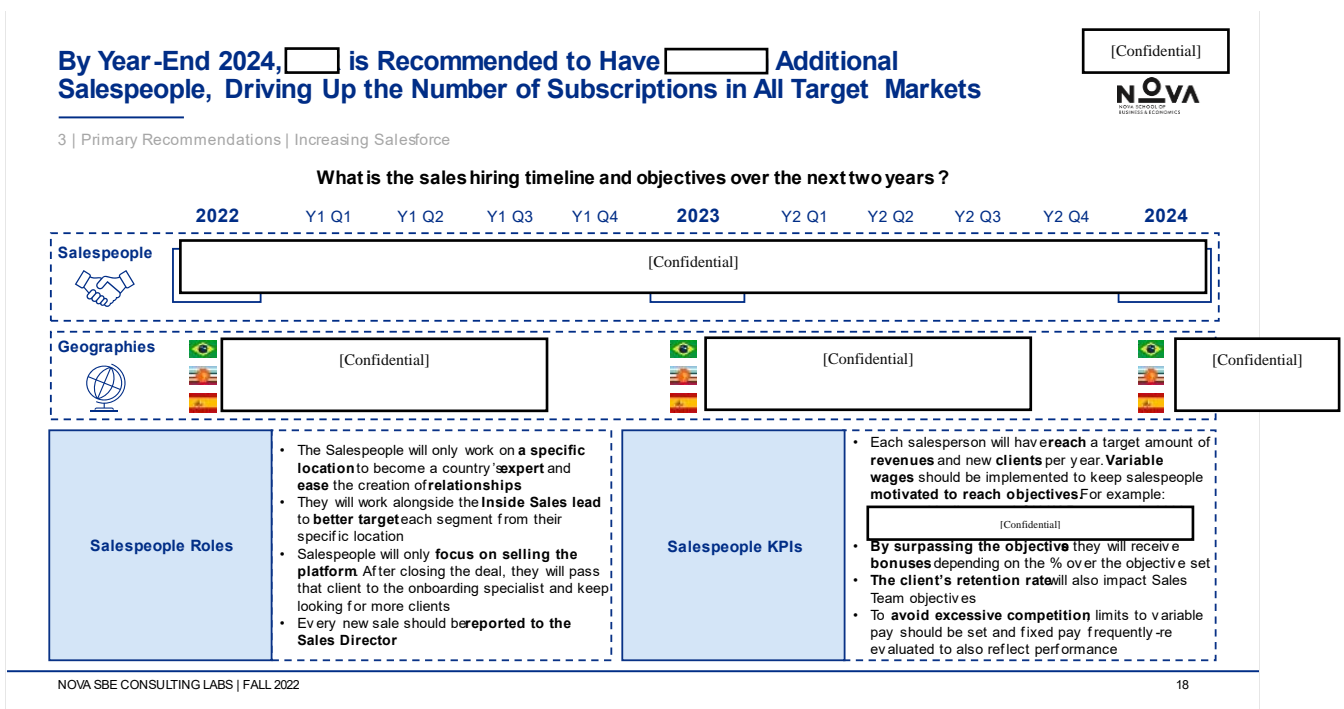 By Year-End 2024, is Recommended to Have Additional
Salespeople, Driving Up the Number of Subscriptions in All Target Markets
[Confidential]
NOVA
NOVA SCHOOL OF
BUSINESS & ECONOMICS
3 | Primary Recommendations | Increasing Salesforce
What is the sales hiring timeline and objectives over the next two years ?
2022 Y1 Q1 Y1 Q2 Y1 Q3 Y1 Q4 2023 Y2 Q1 Y2 Q2 Y2 Q3 Y2 Q4 2024
Salespeople
[Confidential]
Geographies
[Confidential]
[Confidential]
[Confidential]
Salespeople Roles
• The Salespeople will only work on a specific
location to become a country's expert and
ease the creation of relationships
• They will work alongside the Inside Sales lead
to better target each segment from their
specific location
• Salespeople will only focus on selling the
platform. After closing the deal, they will pass
that client to the onboarding specialist and keep
looking for more clients
• Every new sale should be reported to the
Sales Director
Salespeople KPIs
• Each salesperson will have reach a target amount of
revenues and new clients per year. Variable
wages should be implemented to keep salespeople
motivated to reach objectives. For example:
[Confidential]
• By surpassing the objective they will receive
bonuses depending on the % over the objective set
• The client's retention rate will also impact Sales
Team objectives
• To avoid excessive competition, limits to variable
pay should be set and fixed pay frequently -re
evaluated to also reflect performance
NOVA SBE CONSULTING LABS | FALL 2022
18